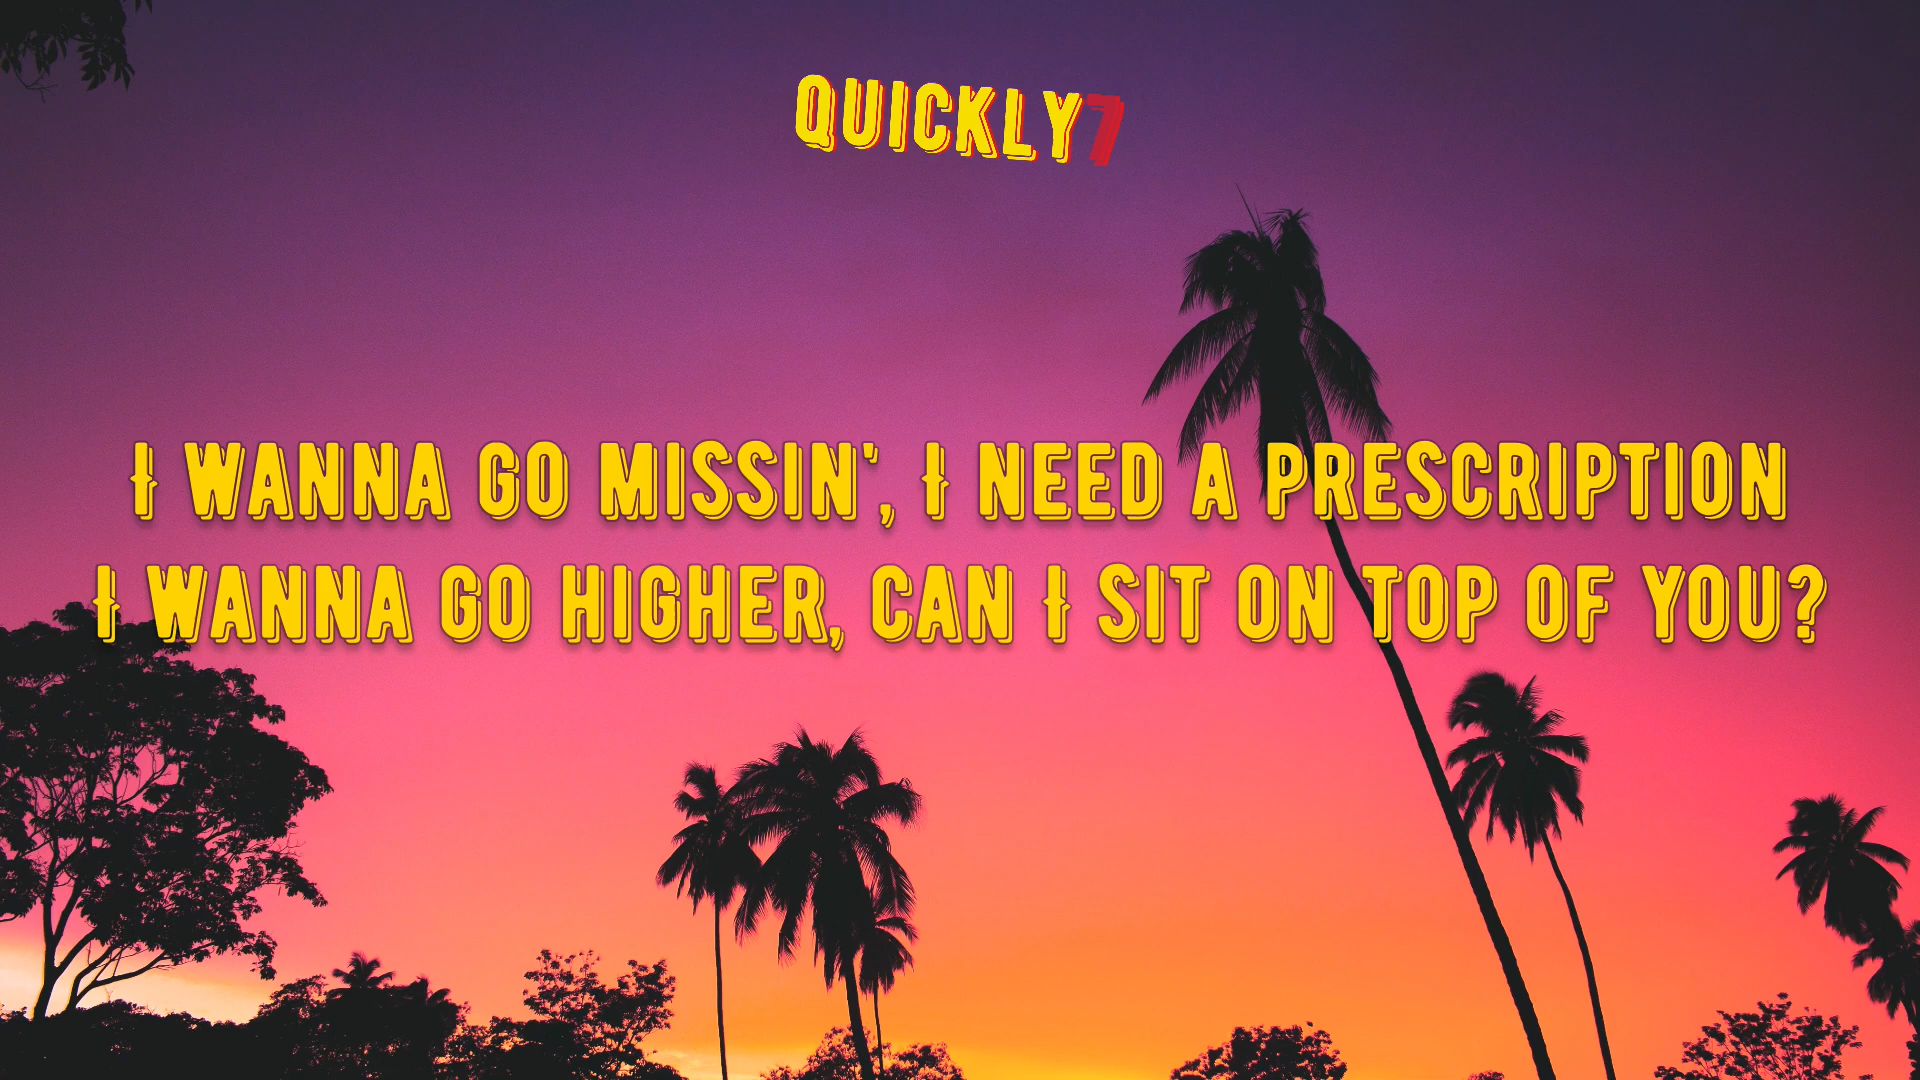 QUICKLY7
I WANNA GO MISSIN', I NEED A PRESCRIPTION
I WANNA GO HIGHER, CAN I SIT ON TOP OF YOU?